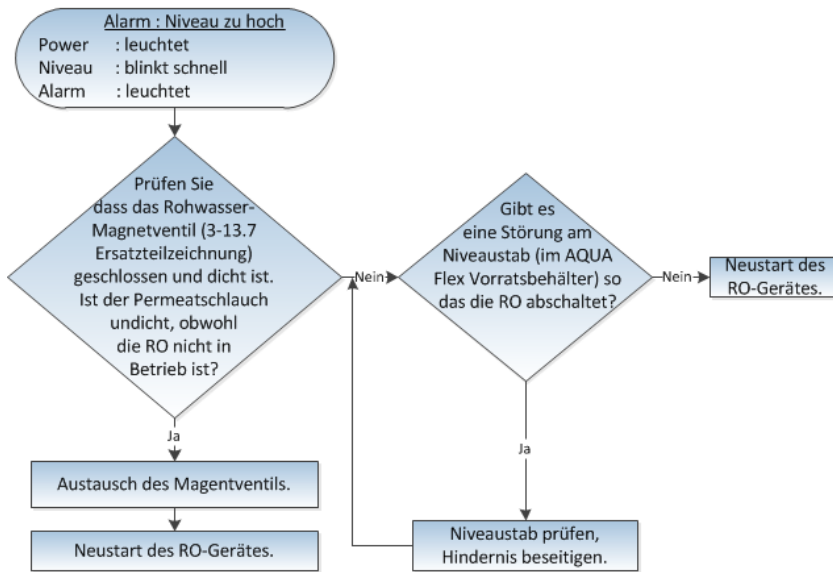 Alarm : Niveau zu hoch
Power : leuchtet
Niveau : blinkt schnell
Alarm : leuchtet
Prüfen Sie
dass das Rohwasser-
Magnetventil (3-13.7
Ersatzteilzeichnung)
geschlossen und dicht ist.
Ist der Permeatschlauch
undicht, obwohl
die RO nicht in
Betrieb ist?
Nein
Gibt es
eine Störung am
Niveaustab (im AQUA
Flex Vorratsbehälter) so
das die RO abschaltet?
Nein
Neustart des
RO-Gerätes.
Ja
Austausch des Magentventils.
Neustart des RO-Gerätes.
Ja
Niveaustab prüfen,
Hindernis beseitigen.